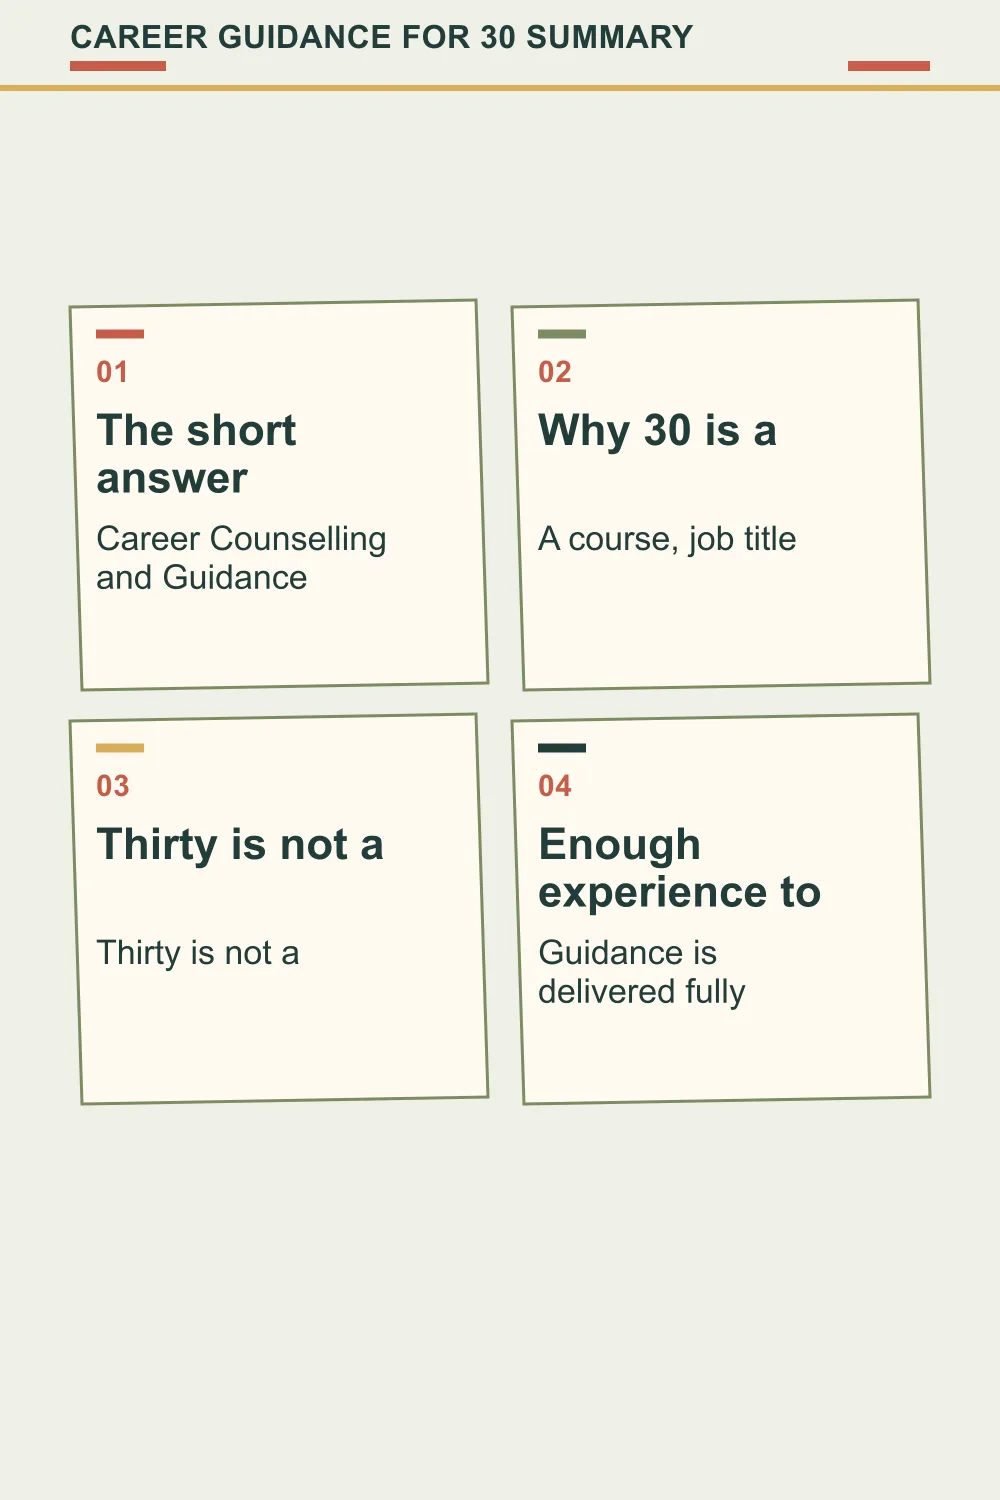 CAREER GUIDANCE FOR 30 SUMMARY
01
The short
answer
Career Counselling
and Guidance
02
Why 30 is a
A course, job title
03
Thirty is not a
Thirty is not a
04
Enough
experience to
Guidance is
delivered fully